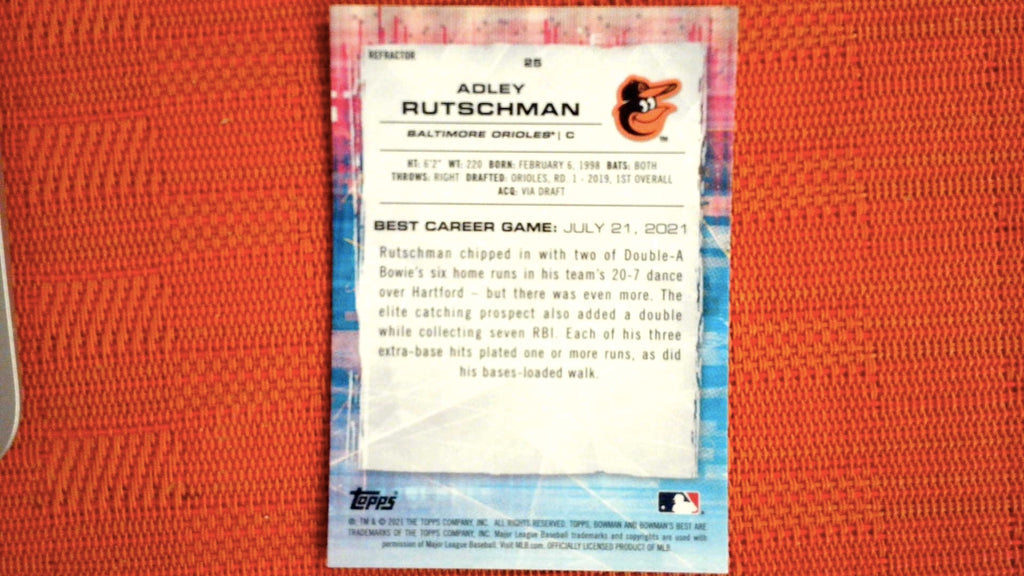 REFRACTOR
25
ADLEY
RUTSCHMAN
BALTIMORE ORIOLES® | C
™
HT: 6'2" WT: 220 BORN: FEBRUARY 6, 1998 BATS: BOTH
THROWS: RIGHT DRAFTED: ORIOLES, RD. 1 - 2019, 1ST OVERALL
ACQ: VIA DRAFT
BEST CAREER GAME: JULY 21, 2021
Rutschman chipped in with two of Double-A
Bowie's six home runs in his team's 20-7 dance
over Hartford – but there was even more. The
elite catching prospect also added a double
while collecting seven RBI. Each of his three
extra-base hits plated one or more runs, as did
his bases-loaded walk.
Topps®
®, TM & © 2021 THE TOPPS COMPANY, INC. ALL RIGHTS RESERVED. TOPPS, BOWMAN AND BOWMAN'S BEST ARE
TRADEMARKS OF THE TOPPS COMPANY, INC. Major League Baseball trademarks and copyrights are used with
permission of Major League Baseball. Visit MLB.com. OFFICIALLY LICENSED PRODUCT OF MLB